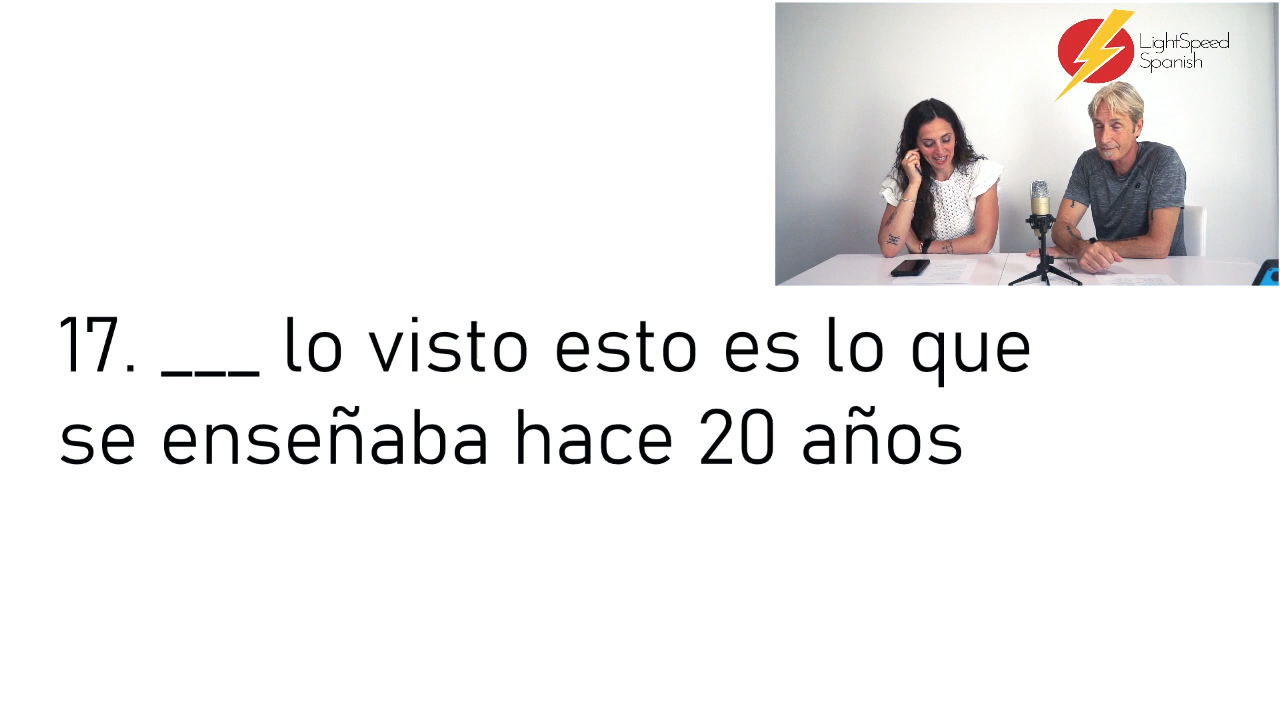 LightSpeed
Spanish
17. ___ lo visto esto es lo que
se enseñaba hace 20 años